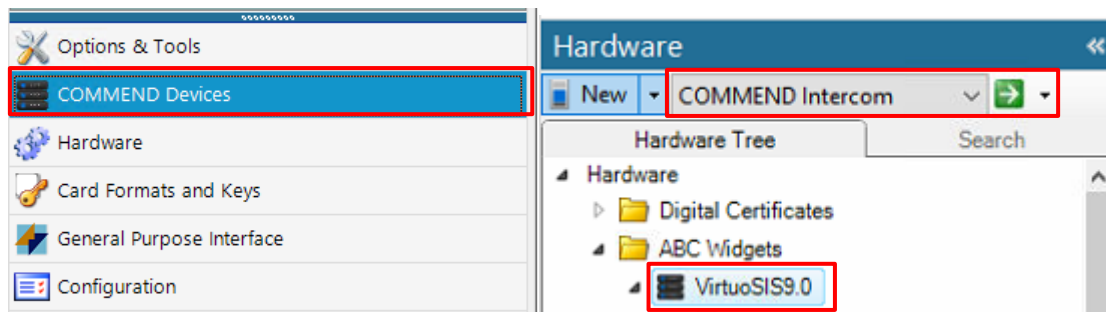 Options & Tools
COMMEND Devices
Hardware
Card Formats and Keys
General Purpose Interface
Configuration
Hardware
New COMMEND Intercom
Hardware Tree Search
Hardware
Digital Certificates
ABC Widgets
VirtuoSIS9.0